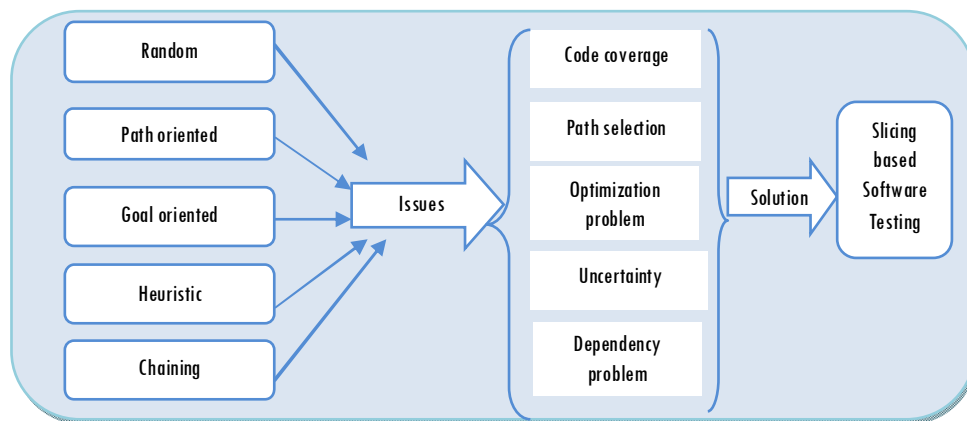 Random
Path oriented
Goal oriented
Heuristic
Chaining
Issues
Code coverage
Path selection
Optimization
problem
Uncertainty
Dependency
problem
Solution
Slicing
based
Software
Testing